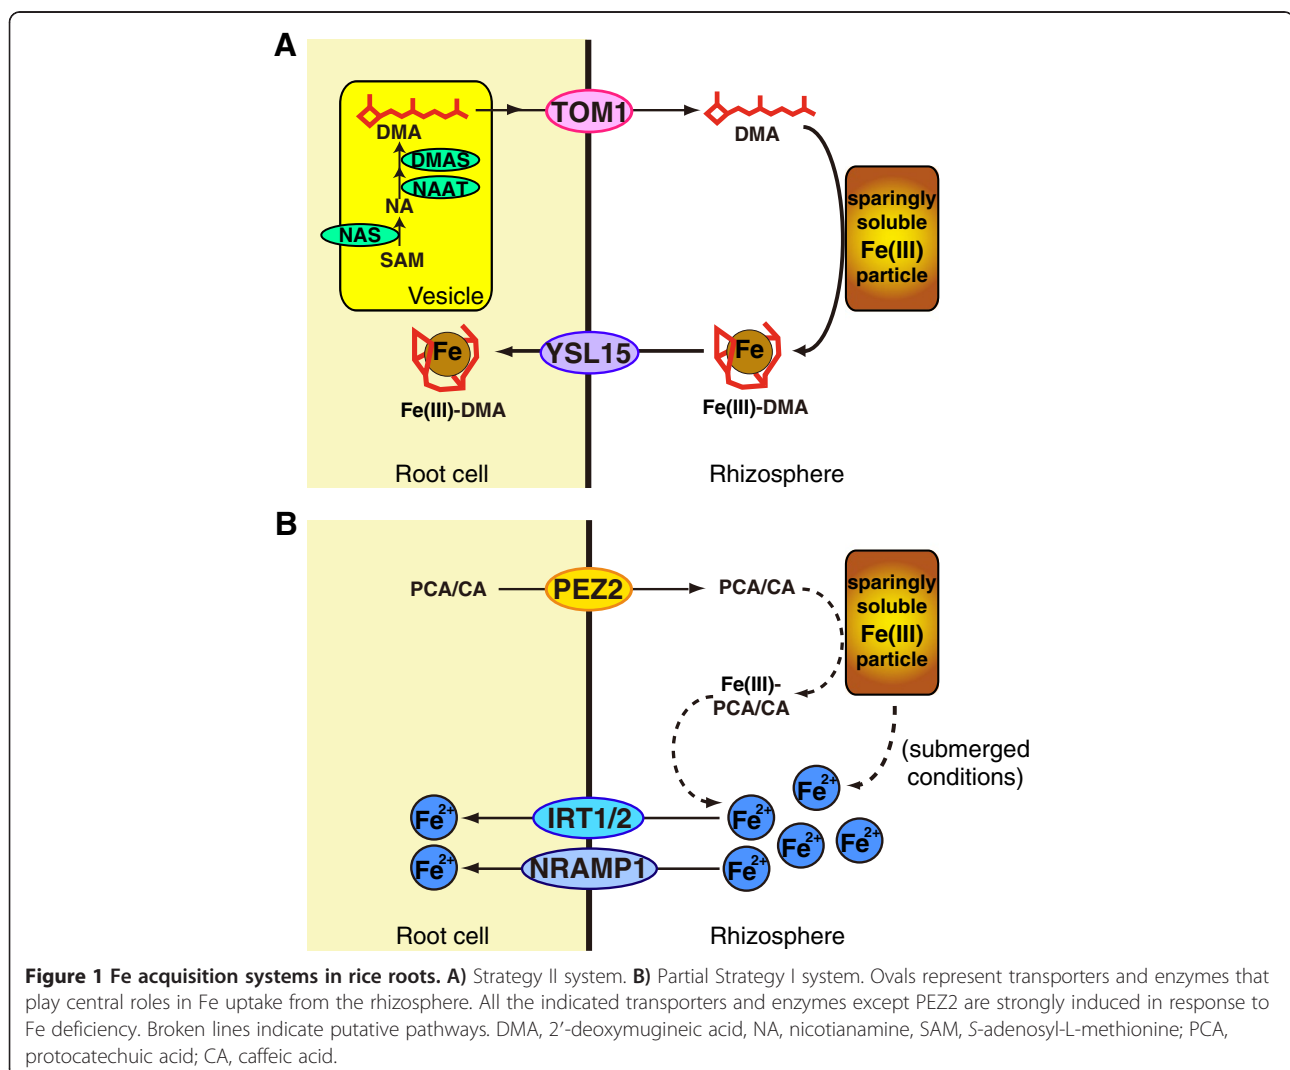 A
TOM1
DMA
DMA
DMAS
NAAT
NA
NAS
SAM
Vesicle
sparingly
soluble
Fe(III)
particle
Fe
YSL15
Fe
Fe(III)-DMA
Fe(III)-DMA
Root cell
Rhizosphere
B
PCA/CA
PEZ2
PCA/CA
sparingly
soluble
Fe(III)
particle
Fe(III)-
PCA/CA
(submerged
conditions)
Fe2+
Fe2+
IRT1/2
Fe2+
Fe2+
Fe2+
Fe2+
NRAMP1
Fe2+
Root cell
Rhizosphere
Figure 1 Fe acquisition systems in rice roots. A) Strategy II system. B) Partial Strategy I system. Ovals represent transporters and enzymes that
play central roles in Fe uptake from the rhizosphere. All the indicated transporters and enzymes except PEZ2 are strongly induced in response to
Fe deficiency. Broken lines indicate putative pathways. DMA, 2′-deoxymugineic acid, NA, nicotianamine, SAM, S-adenosyl-L-methionine; PCA,
protocatechuic acid; CA, caffeic acid.